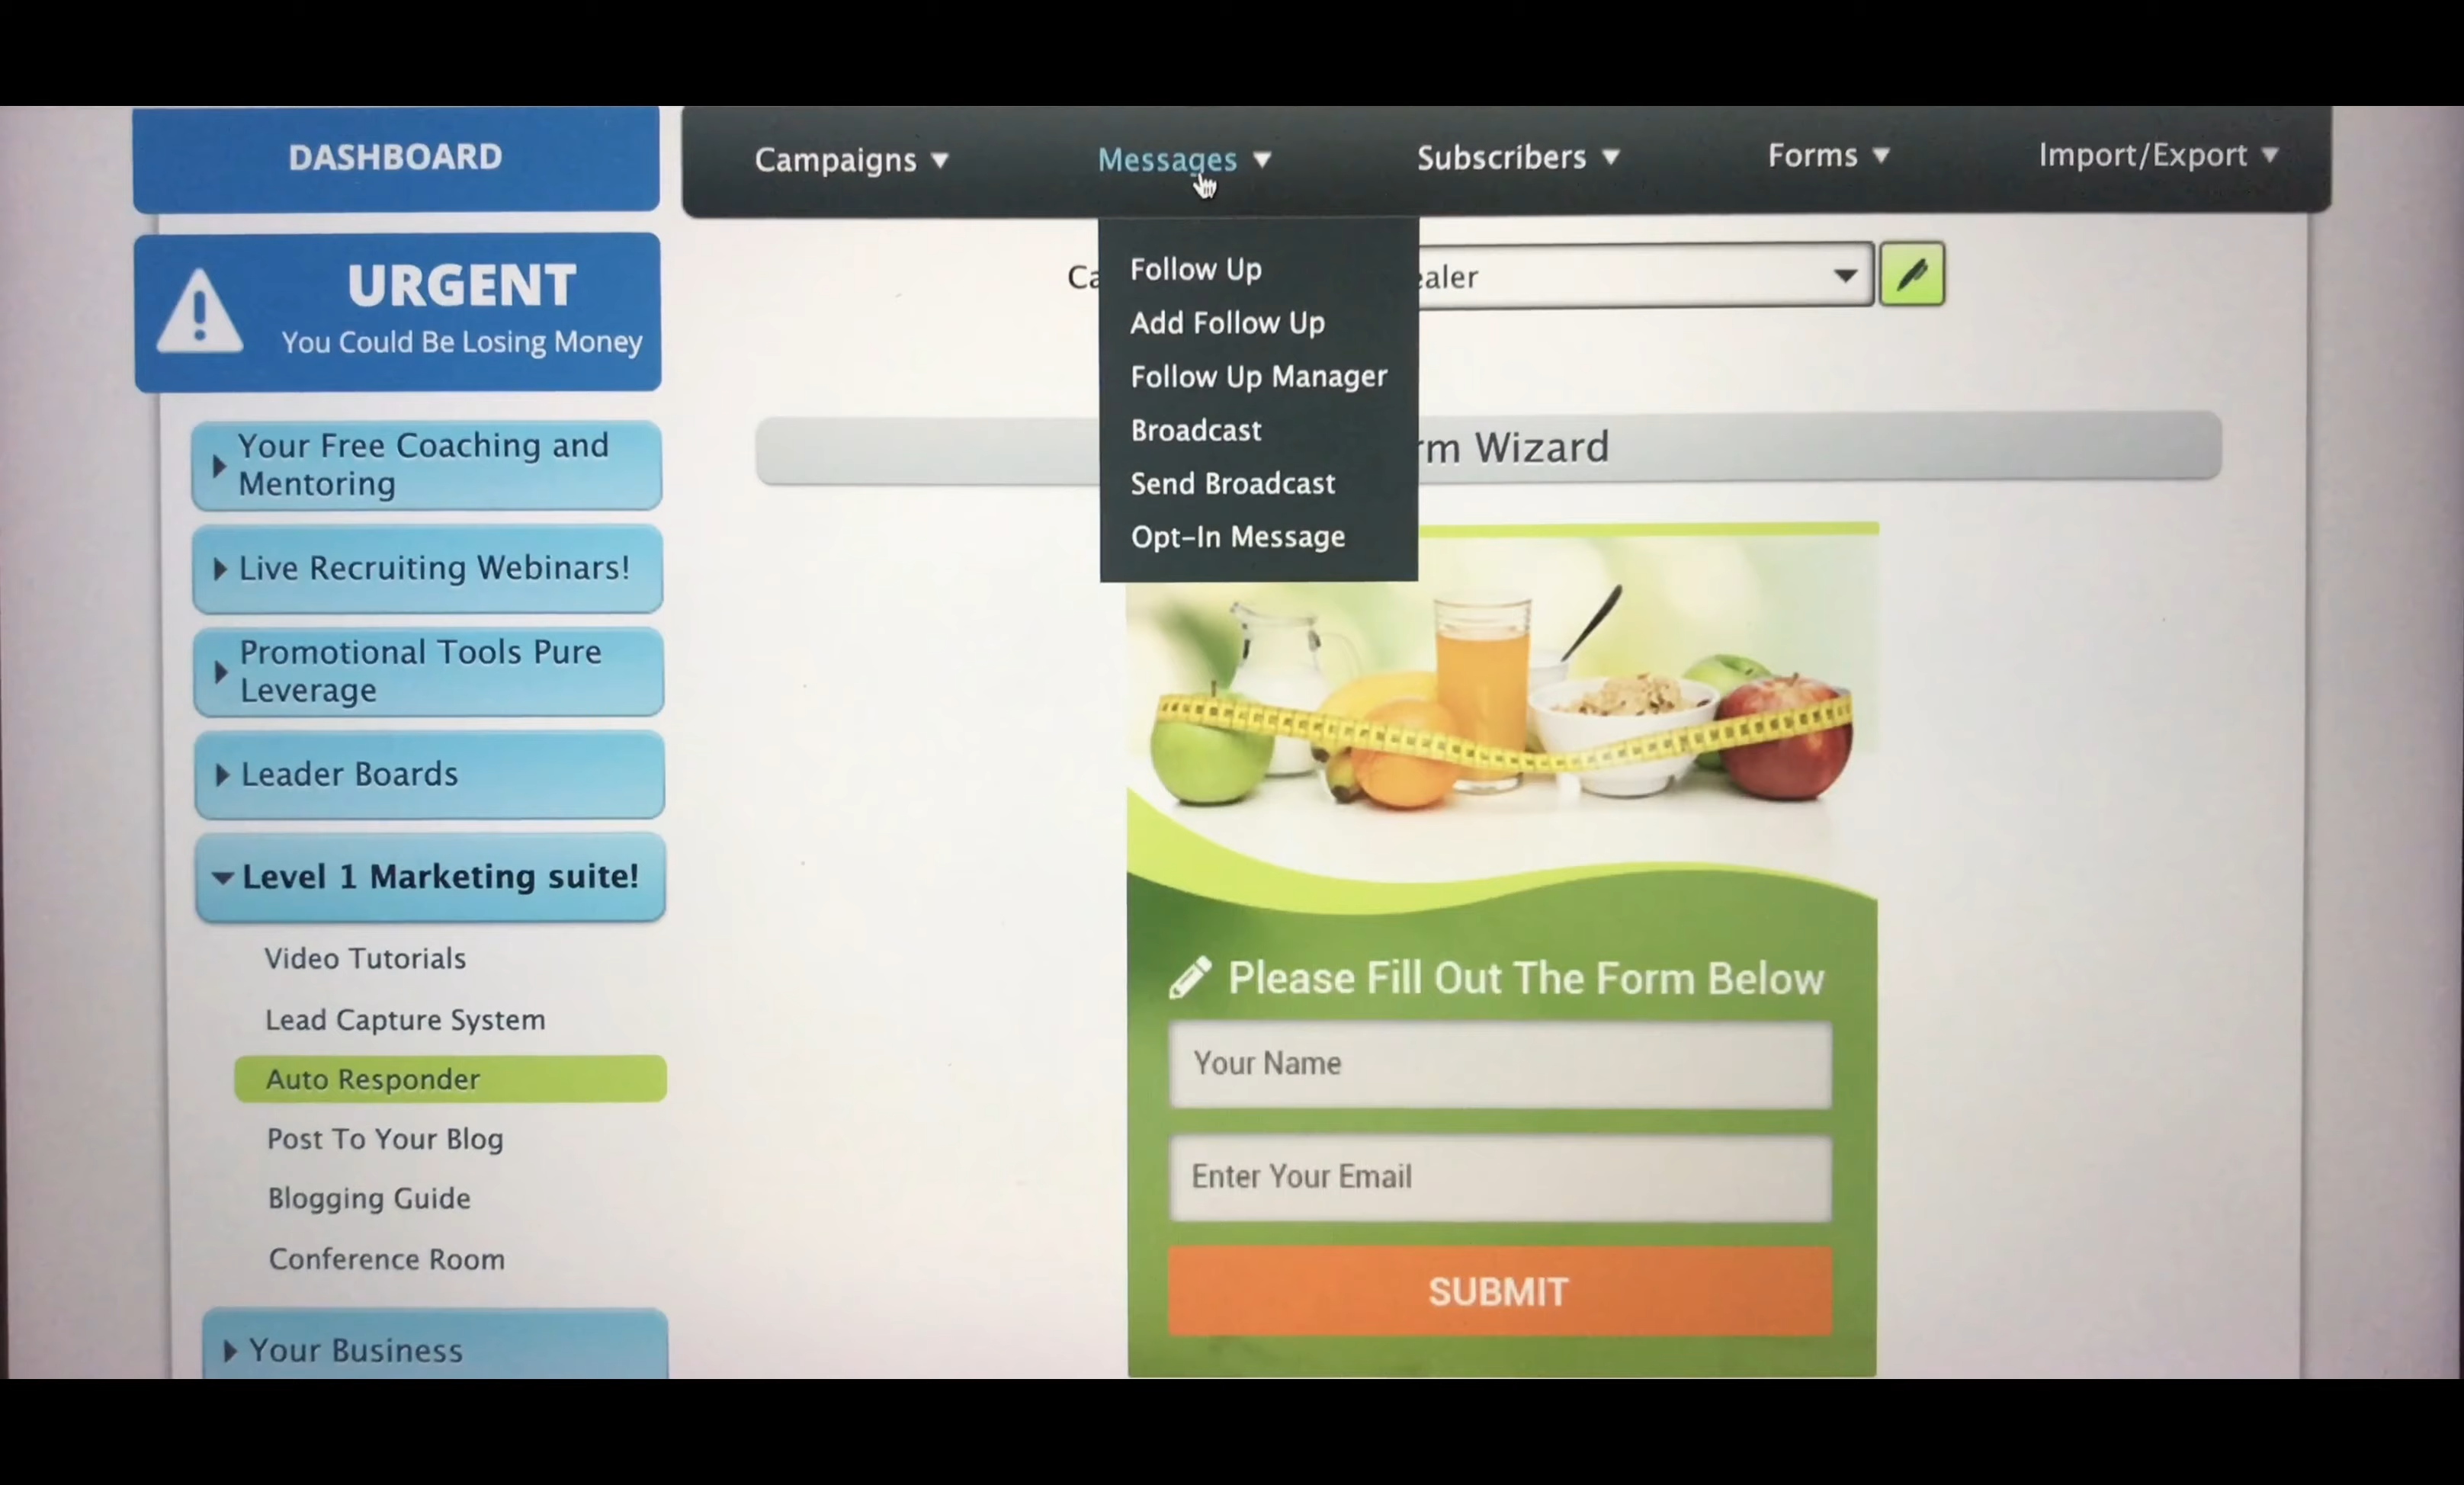 DASHBOARD
Campaigns
Messages
Subscribers
Forms
Import/Export
URGENT
You Could Be Losing Money
Follow Up
Add Follow Up
Follow Up Manager
Broadcast
Send Broadcast
Opt-In Message
Wizard
Your Free Coaching and
Mentoring
Live Recruiting Webinars!
Promotional Tools Pure
Leverage
Leader Boards
Level 1 Marketing suite!
Video Tutorials
Lead Capture System
Auto Responder
Post To Your Blog
Blogging Guide
Conference Room
Your Business
Please Fill Out The Form Below
Your Name
Enter Your Email
SUBMIT